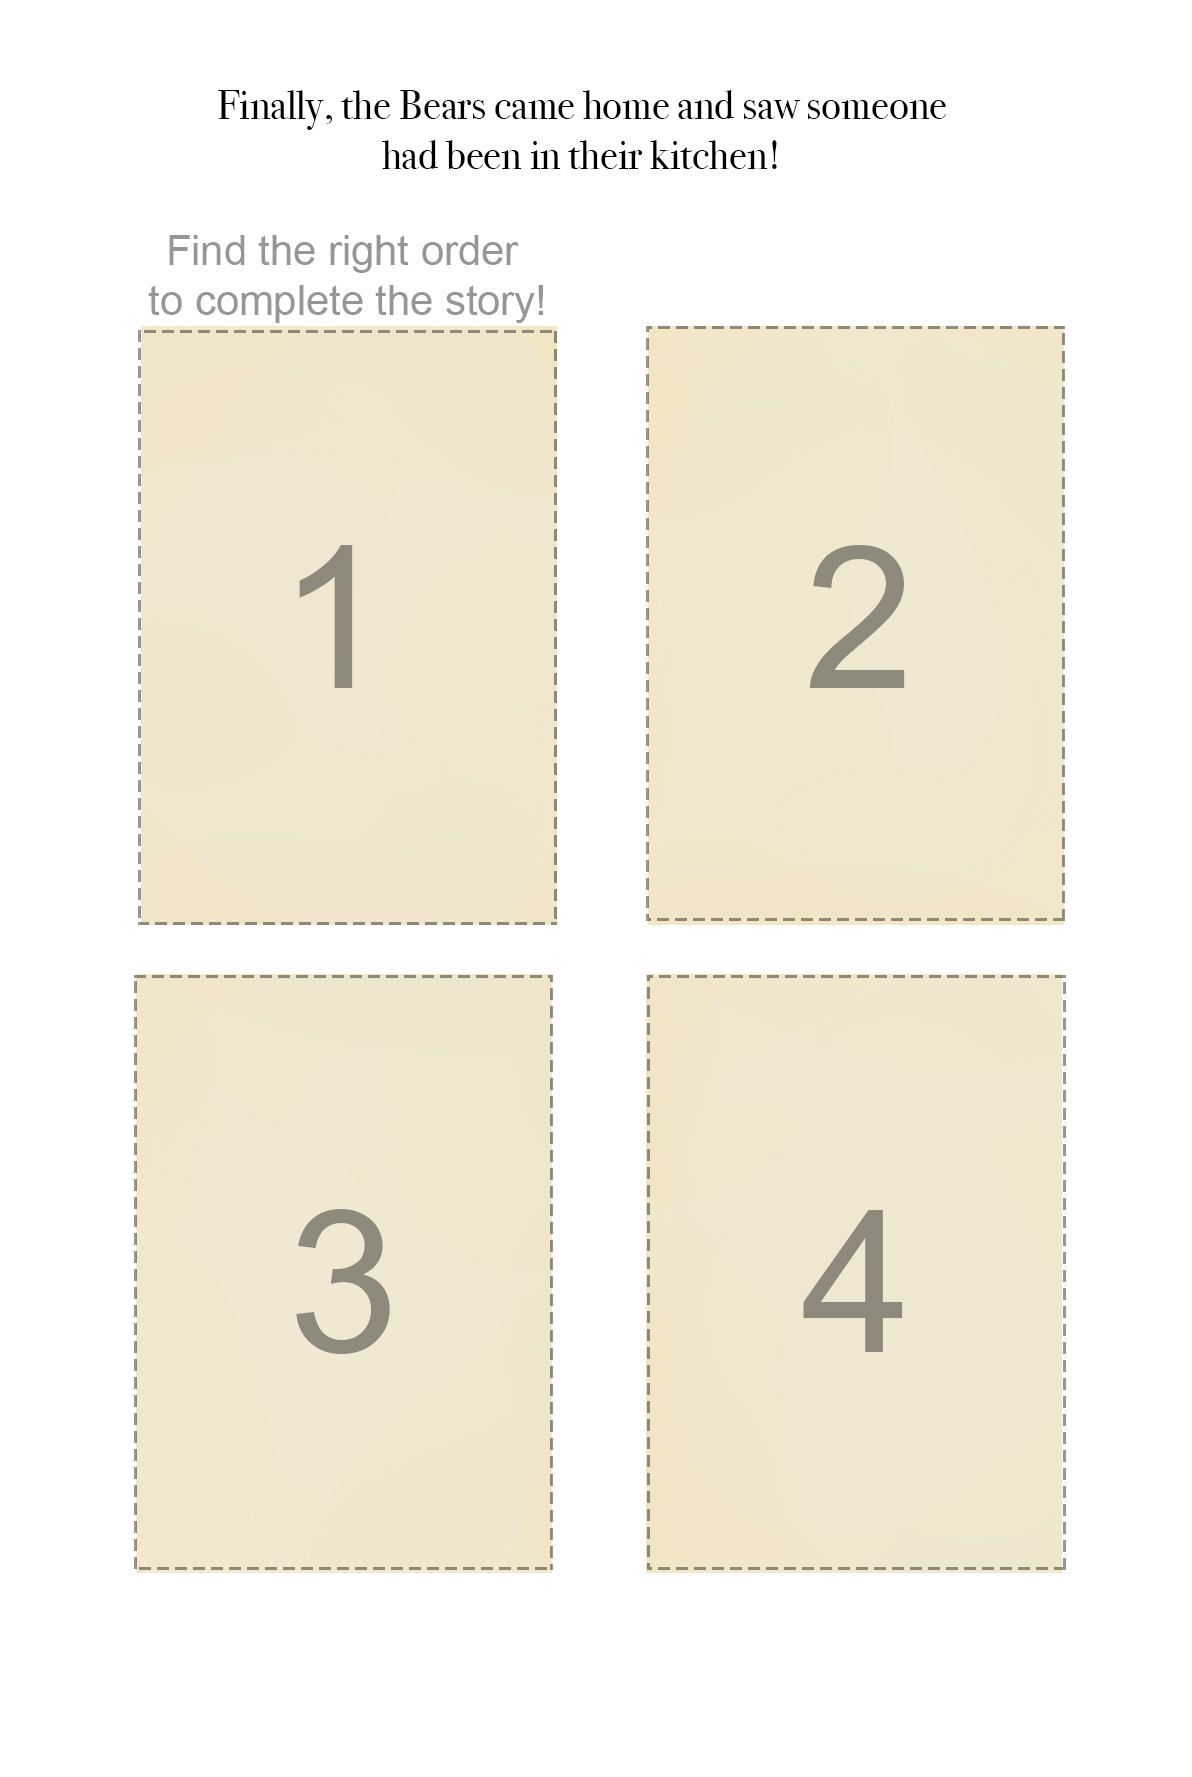 Finally, the Bears came home and saw someone
had been in their kitchen!
Find the right order
to complete the story!
1
2
3
4